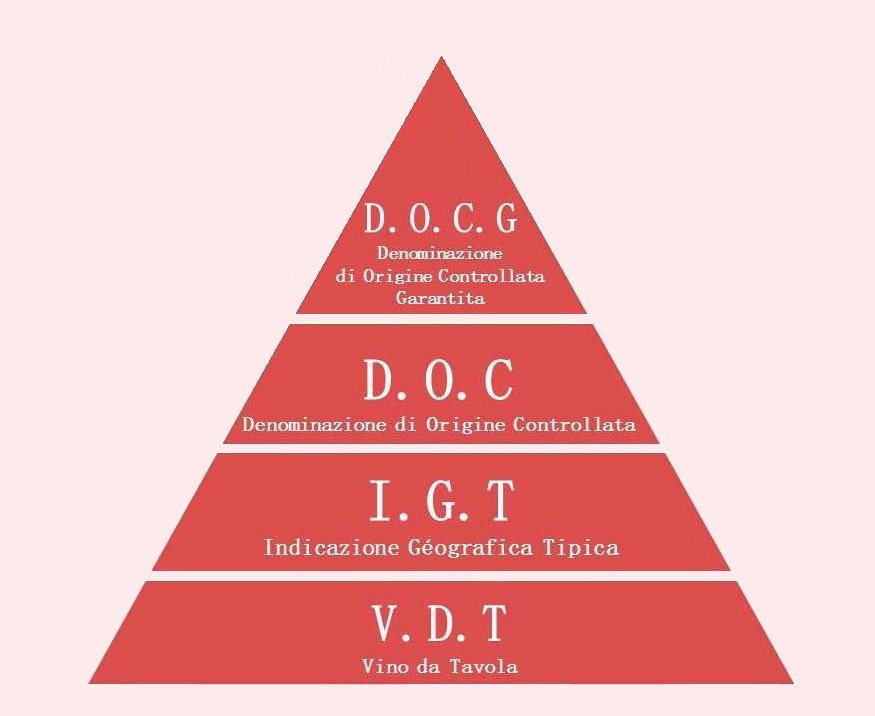 D.O.C.G
Denominazione
di Origine Controllata
Garantita
D.O.C
Denominazione di Origine Controllata
I.G.T
Indicazione Géografica Tipica
V.D.T
Vino da Tavola